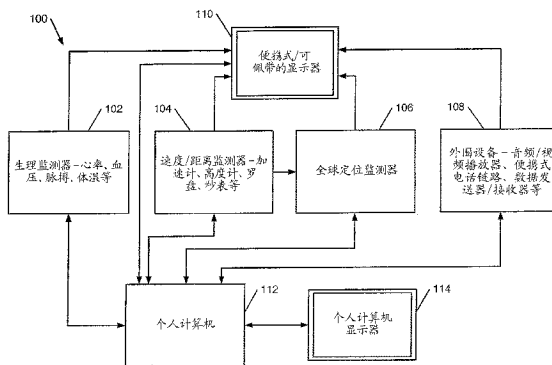 110
100
便携式/可
佩带的显示器
102
104
106
108
生理监测器-心率、血
压、脉搏、体温等
速度/距离监测器-加
速计、高度计、罗
盘、秒表等
全球定位监测器
外围设备-音频/视
频播放器、便携式
电话链路、数据发
送器/接收器等
112
114
个人计算机
个人计算机
显示器